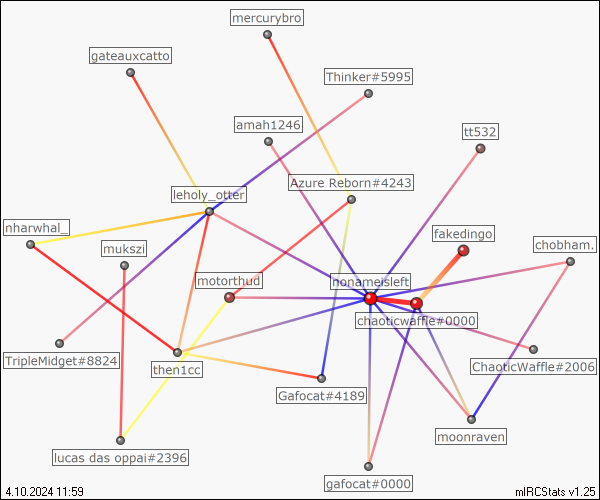 mercurybro
gateauxcatto
Thinker#5995
amah1246
tt532
Azure Reborn#4243
leholy_otter
nharwhal_
fakedingo
mukszi
chobham.
motorthud
honameisleft
chaoticwaffle#0000
TripleMidget#8824
then1cc
ChaoticWaffle#2006
Gafocat#4189
moonraven
lucas das oppai#2396
gafocat#0000
4.10.2024 11:59
mIRCStats v1.25